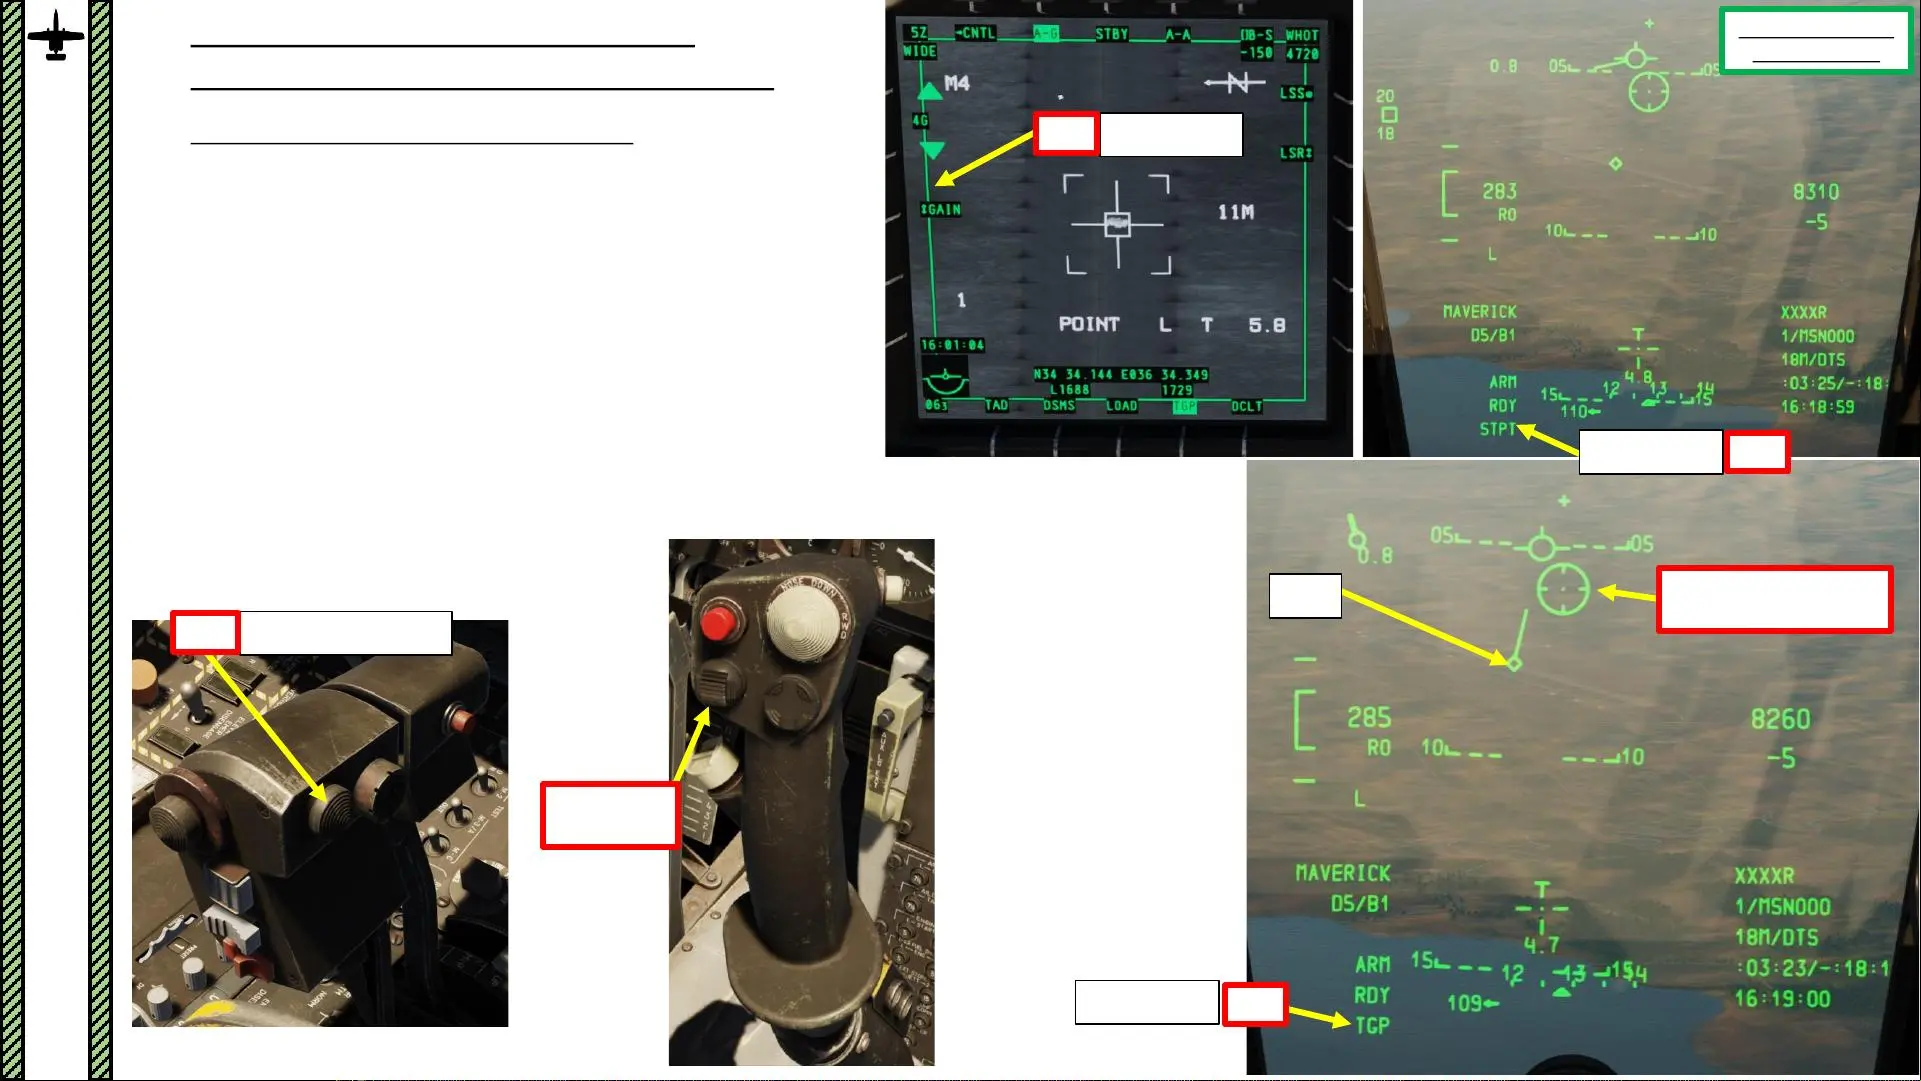 5Z →CNTL A-G STBY A-A OB-S WHOT
WIDE -150 4720
M4 N
LSS
4G
LSR↕
↕GAIN
11M
1
POINT L T 5.8
16:01:04
N34 34.144 E036 34.349
L1688 1729
TAD DSMS LOAD TGP DCLT
0.8 05 05
20
18
283 8310
RO -5
10 10
L
MAVERICK XXXXR
D5/B1 T 1/MSN000
18M/DTS
ARM 4.8 :03:25/-:18:
RDY 15 12 13 14 15 16:18:59
110←
STPT
0.8 05 05
285 8260
RO -5
10 10
L
MAVERICK XXXXR
D5/B1 T 1/MSN000
18M/DTS
4.7
ARM 15 12 13 15 :03:23/-:18:1
RDY 109← 16:19:00
TGP
NOSE DOWN
RWD